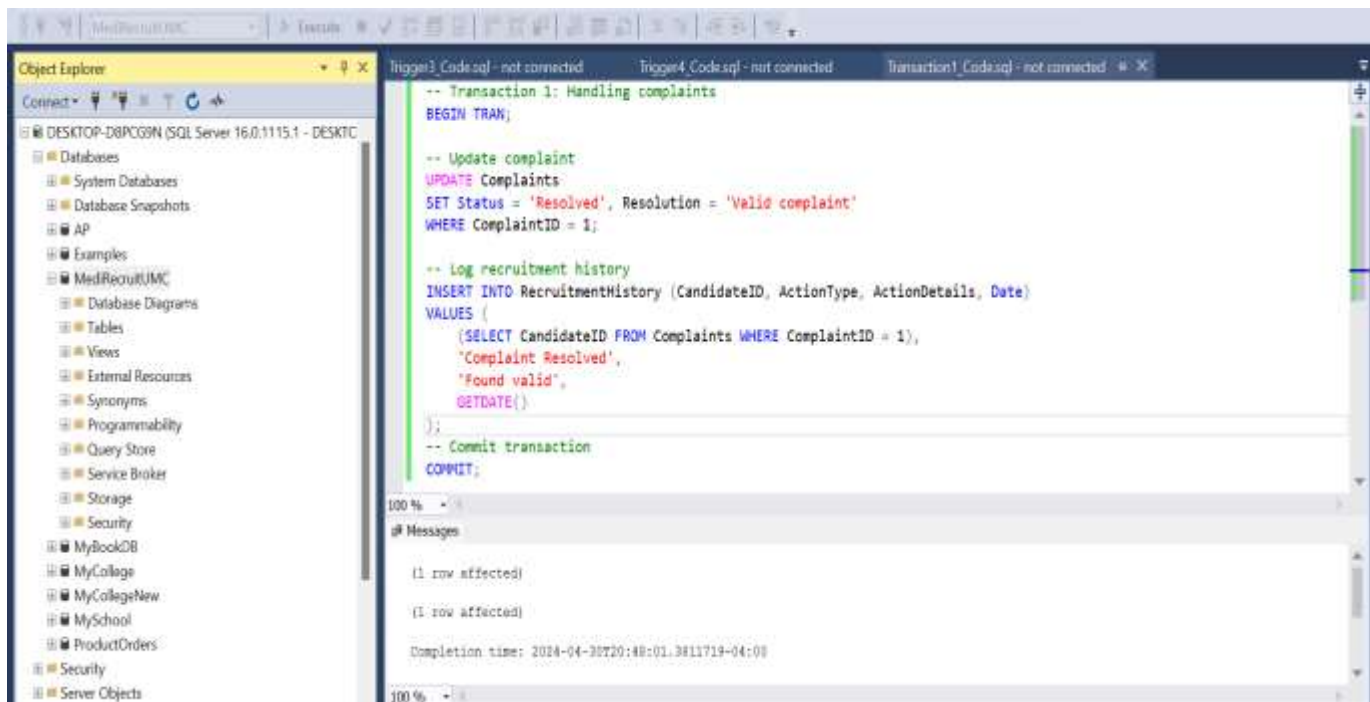 MediRecruitUMC
Execute
Object Explorer
Connect
DESKTOP-D8PCG9N (SQL Server 16.0.1115.1 - DESKTC
Databases
System Databases
Database Snapshots
AP
Examples
MediRecruitUMC
Database Diagrams
Tables
Views
External Resources
Synonyms
Programmability
Query Store
Service Broker
Storage
Security
MyBookDB
MyCollege
MyCollegeNew
MySchool
ProductOrders
Security
Server Objects
Trigger3_Code.sql - not connected Trigger4_Code.sql - not connected Transaction1_Code.sql - not connected
-- Transaction 1: Handling complaints
BEGIN TRAN;
-- Update complaint
UPDATE Complaints
SET Status = 'Resolved', Resolution = 'Valid complaint'
WHERE ComplaintID = 1;
-- Log recruitment history
INSERT INTO RecruitmentHistory (CandidateID, ActionType, ActionDetails, Date)
VALUES (
(SELECT CandidateID FROM Complaints WHERE ComplaintID = 1),
'Complaint Resolved',
'Found valid',
GETDATE()
);
-- Commit transaction
COMMIT;
100 %
Messages
(1 row affected)
(1 row affected)
Completion time: 2024-04-30T20:48:01.3811719-04:00
100 %